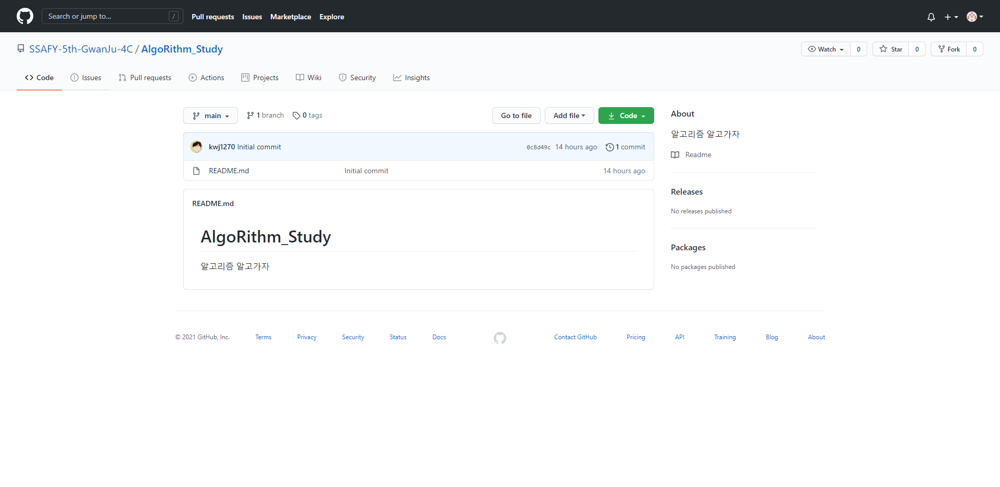 Search or jump to... /
Pull requests Issues Marketplace Explore
SSAFY-5th-GwanJu-4C / AlgoRithm_Study
Watch 0 Star 0 Fork 0
Code Issues Pull requests Actions Projects Wiki Security Insights
main 1 branch 0 tags
Go to file Add file Code
kwj1270 Initial commit 0c8d49c 14 hours ago 1 commit
README.md Initial commit 14 hours ago
README.md
AlgoRithm_Study
알고리즘 알고가자
About
알고리즘 알고가자
Readme
Releases
No releases published
Packages
No packages published
© 2021 GitHub, Inc. Terms Privacy Security Status Docs Contact GitHub Pricing API Training Blog About